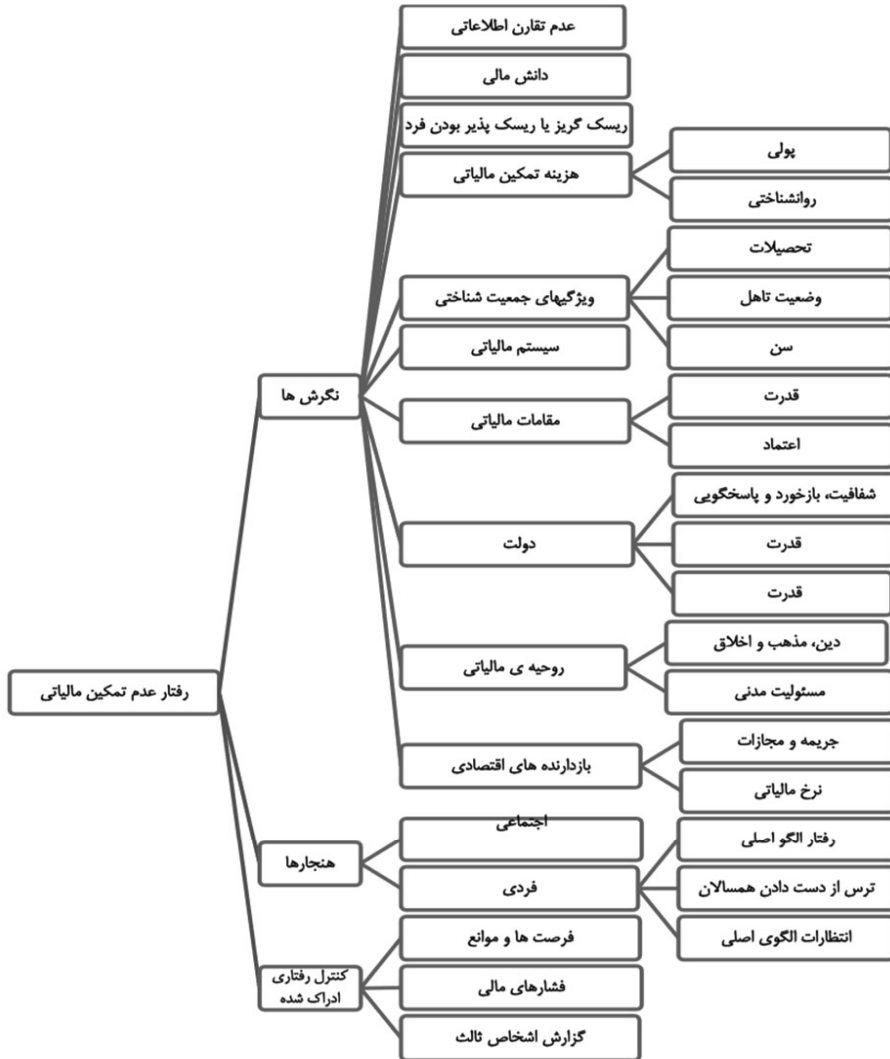 عدم تقارن اطلاعاتی
دانش مالی
ریسک گریز یا ریسک پذیر بودن فرد
هزینه تمکین مالیاتی
پولی
روانشناختی
ویژگیهای جمعیت شناختی
تحصیلات
وضعیت تاهل
سن
سیستم مالیاتی
نگرش ها
مقامات مالیاتی
قدرت
اعتماد
دولت
شفافیت، بازخورد و پاسخگویی
قدرت
قدرت
روحیه ی مالیاتی
دین، مذهب و اخلاق
مسئولیت مدنی
رفتار عدم تمکین مالیاتی
بازدارنده های اقتصادی
جریمه و مجازات
نرخ مالیاتی
هنجارها
اجتماعی
فردی
رفتار الگو اصلی
ترس از دست دادن همسالان
انتظارات الگوی اصلی
کنترل رفتاری
ادراک شده
فرصت ها و موانع
فشارهای مالی
گزارش اشخاص ثالث